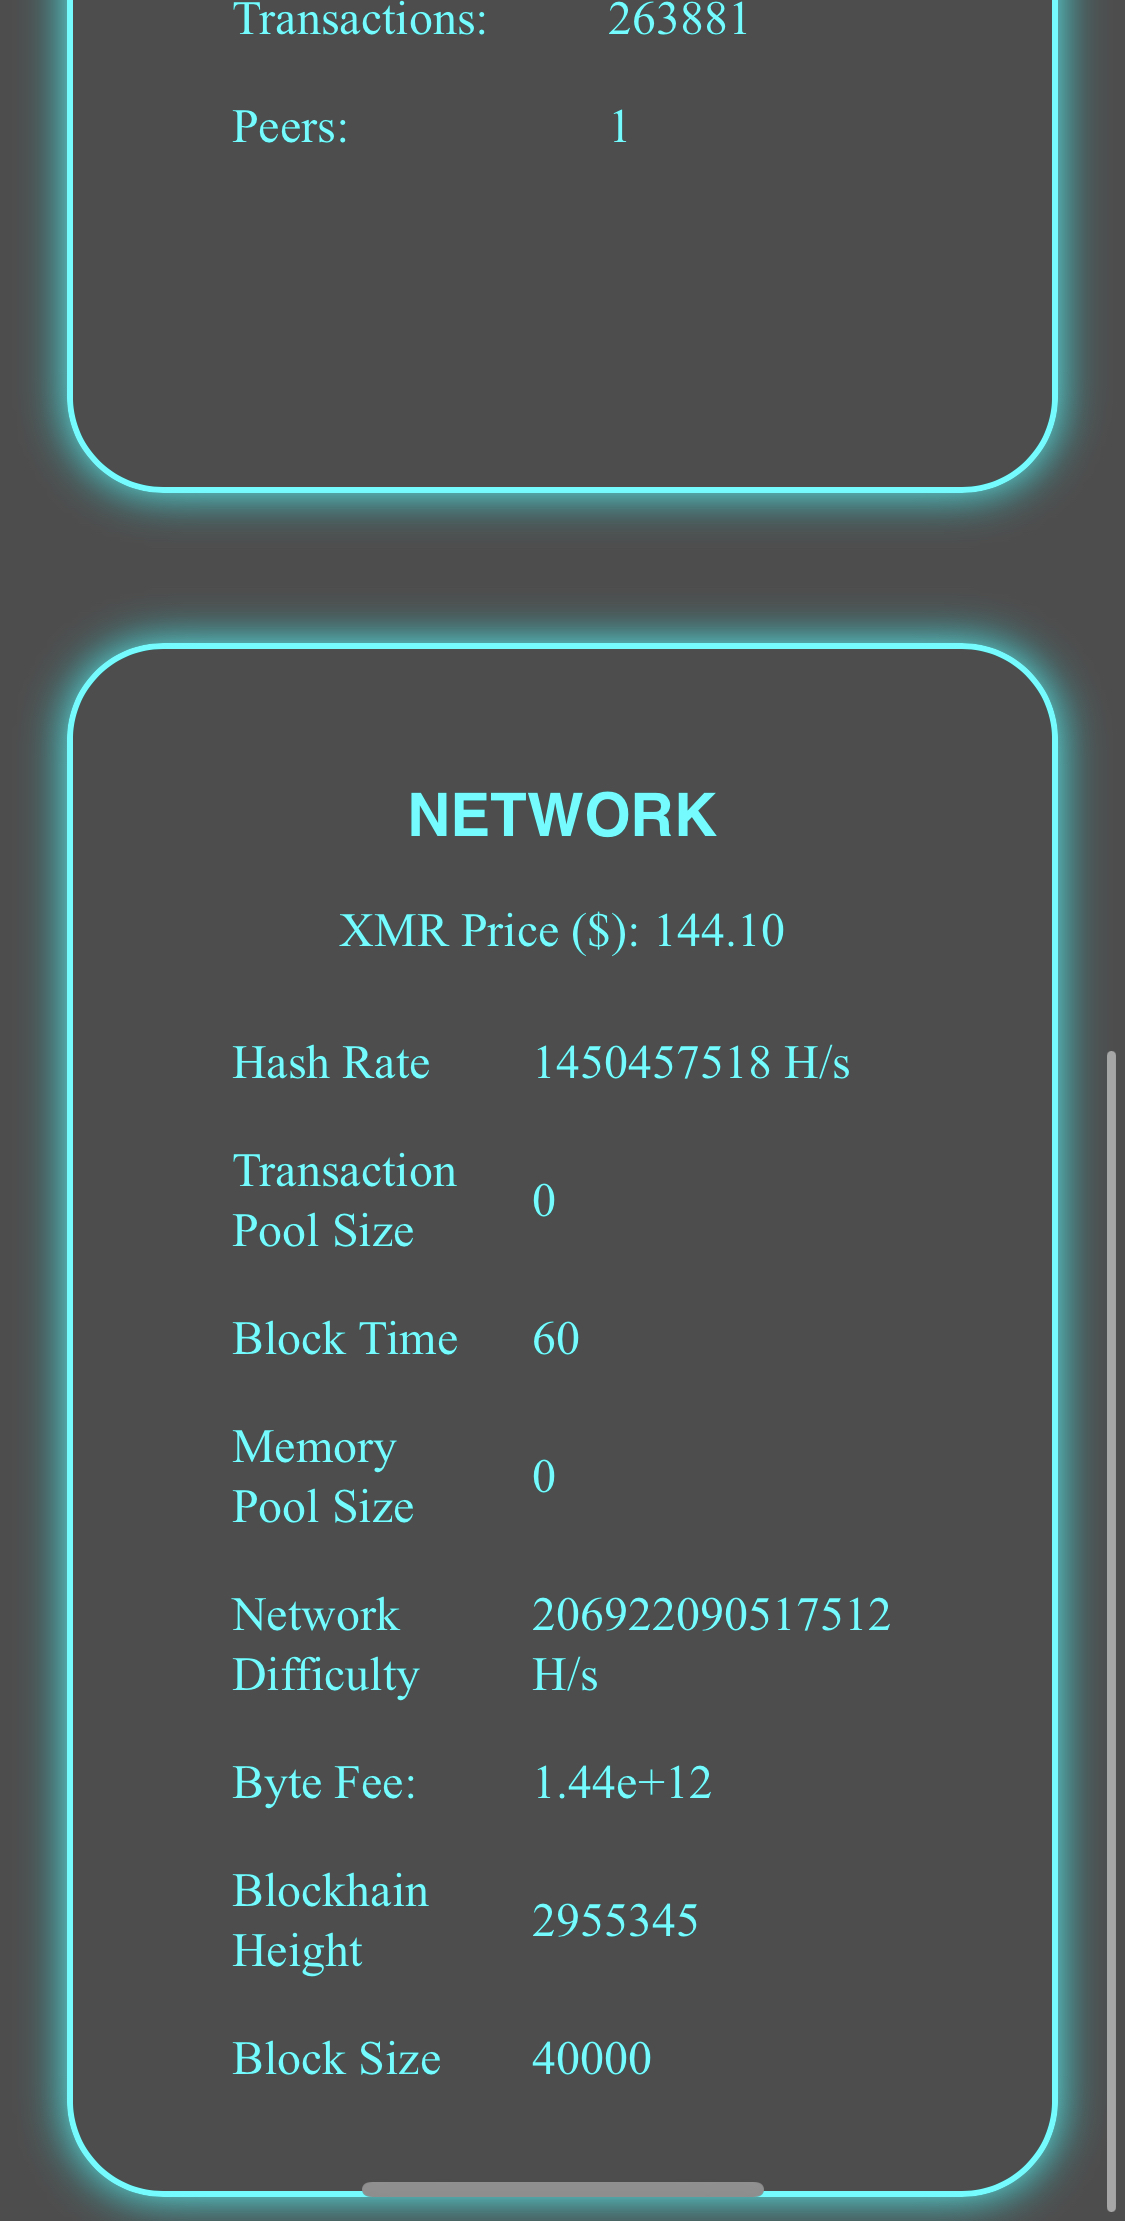 Transactions: 263881
Peers: 1
NETWORK
XMR Price ($): 144.10
Hash Rate 1450457518 H/s
Transaction
Pool Size
0
Block Time 60
Memory
Pool Size
0
Network
Difficulty
206922090517512
H/s
Byte Fee: 1.44e+12
Blockhain
Height
2955345
Block Size 40000